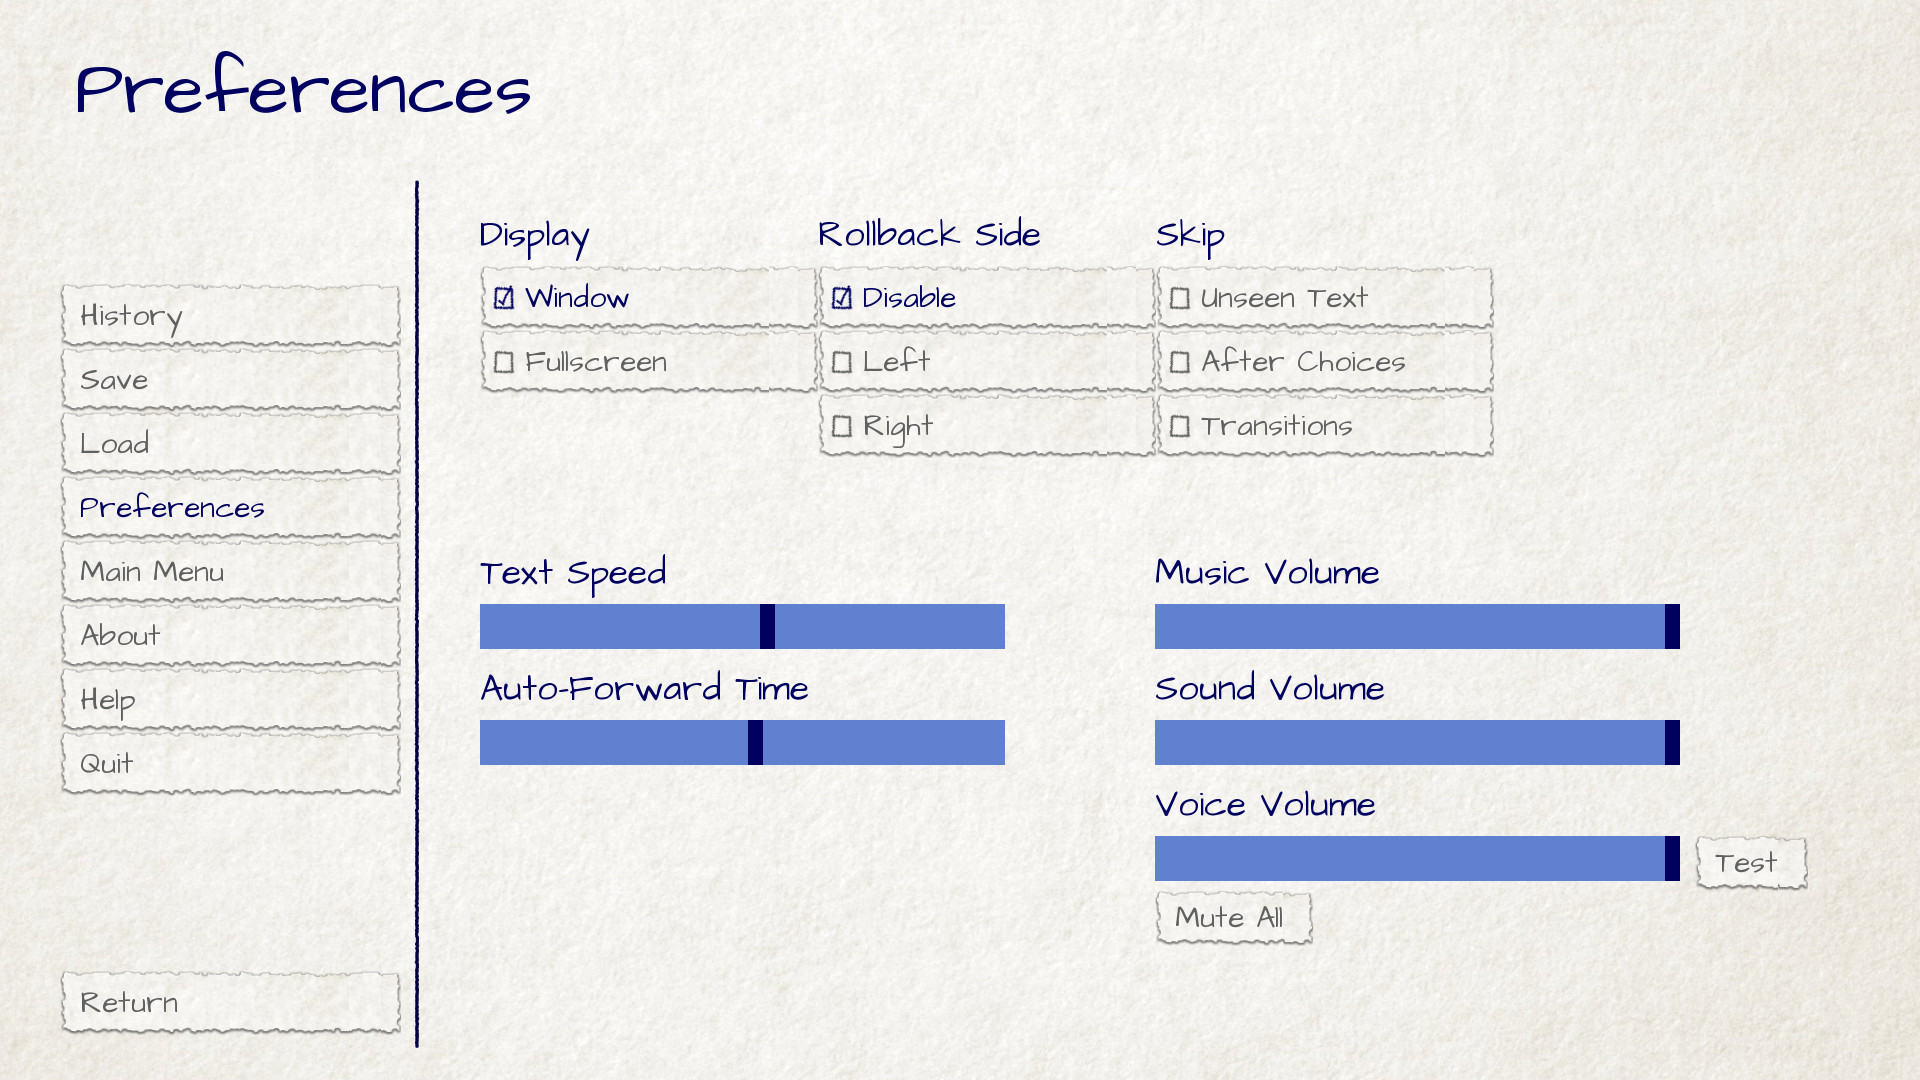 Preferences
History
Save
Load
Preferences
Main Menu
About
Help
Quit
Return
Display
Window
Fullscreen
Rollback Side
Disable
Left
Right
Skip
Unseen Text
After Choices
Transitions
Text Speed
Auto-Forward Time
Music Volume
Sound Volume
Voice Volume
Test
Mute All